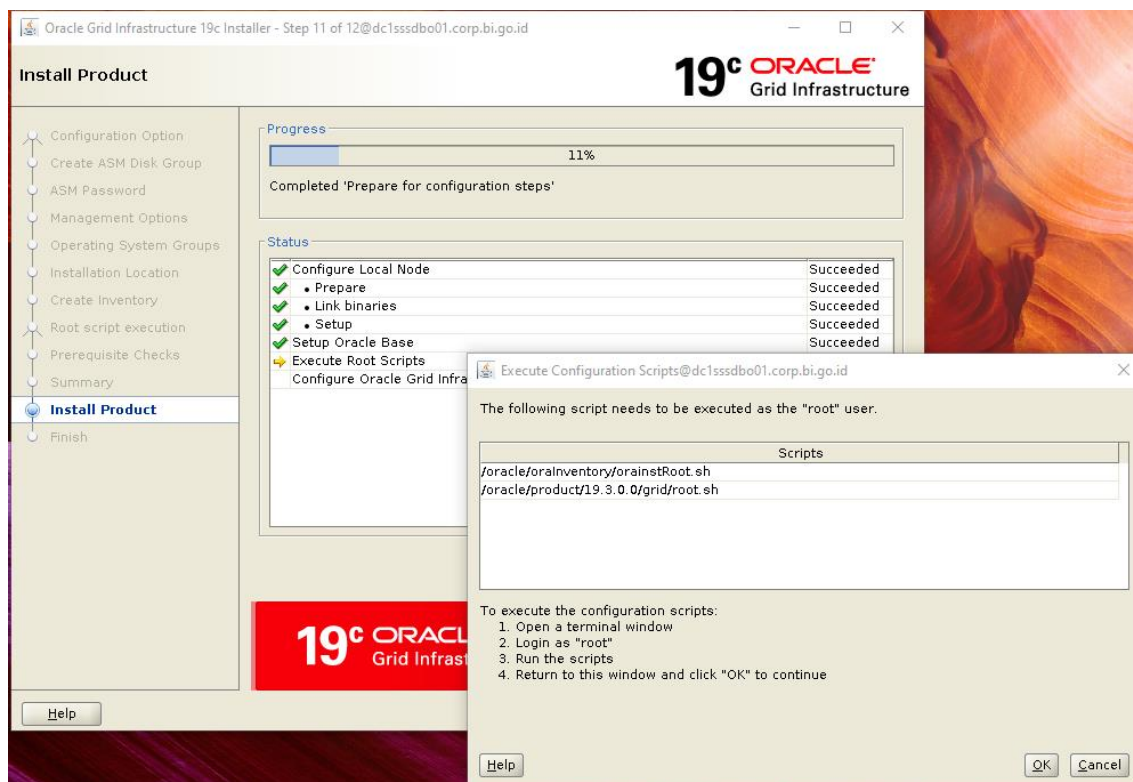 Oracle Grid Infrastructure 19c Installer - Step 11 of 12@dc1sssdbo01.corp.bi.go.id
Install Product
19c ORACLE
Grid Infrastructure
Configuration Option
Create ASM Disk Group
ASM Password
Management Options
Operating System Groups
Installation Location
Create Inventory
Root script execution
Prerequisite Checks
Summary
Install Product
Finish
Progress
11%
Completed 'Prepare for configuration steps'
Status
Configure Local Node Succeeded
• Prepare Succeeded
• Link binaries Succeeded
• Setup Succeeded
Setup Oracle Base Succeeded
Execute Root Scripts
Configure Oracle Grid Infra
19c ORACL
Grid Infrast
Help
Execute Configuration Scripts@dc1sssdbo01.corp.bi.go.id
The following script needs to be executed as the "root" user.
Scripts
/oracle/oraInventory/orainstRoot.sh
/oracle/product/19.3.0.0/grid/root.sh
To execute the configuration scripts:
1. Open a terminal window
2. Login as "root"
3. Run the scripts
4. Return to this window and click "OK" to continue
Help
OK
Cancel